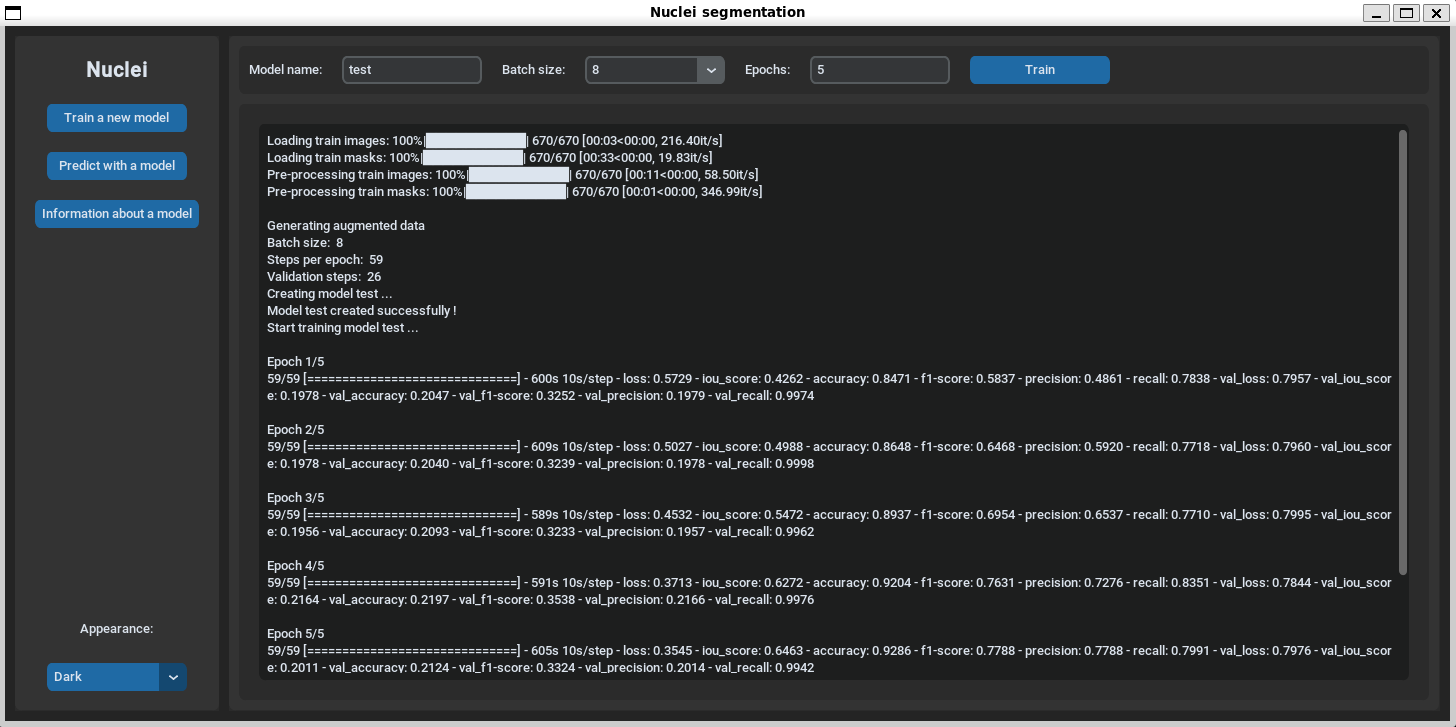 Nuclei segmentation
Nuclei
Train a new model
Predict with a model
Information about a model
Appearance:
Dark
Model name: test Batch size: 8 Epochs: 5 Train
Loading train images: 100%|██████████| 670/670 [00:03<00:00, 216.40it/s]
Loading train masks: 100%|██████████| 670/670 [00:33<00:00, 19.83it/s]
Pre-processing train images: 100%|██████████| 670/670 [00:11<00:00, 58.50it/s]
Pre-processing train masks: 100%|██████████| 670/670 [00:01<00:00, 346.99it/s]
Generating augmented data
Batch size:  8
Steps per epoch:  59
Validation steps:  26
Creating model test ...
Model test created successfully !
Start training model test ...
Epoch 1/5
59/59 [==============================] - 600s 10s/step - loss: 0.5729 - iou_score: 0.4262 - accuracy: 0.8471 - f1-score: 0.5837 - precision: 0.4861 - recall: 0.7838 - val_loss: 0.7957 - val_iou_scor
e: 0.1978 - val_accuracy: 0.2047 - val_f1-score: 0.3252 - val_precision: 0.1979 - val_recall: 0.9974
Epoch 2/5
59/59 [==============================] - 609s 10s/step - loss: 0.5027 - iou_score: 0.4988 - accuracy: 0.8648 - f1-score: 0.6468 - precision: 0.5920 - recall: 0.7718 - val_loss: 0.7960 - val_iou_scor
e: 0.1978 - val_accuracy: 0.2040 - val_f1-score: 0.3239 - val_precision: 0.1978 - val_recall: 0.9998
Epoch 3/5
59/59 [==============================] - 589s 10s/step - loss: 0.4532 - iou_score: 0.5472 - accuracy: 0.8937 - f1-score: 0.6954 - precision: 0.6537 - recall: 0.7710 - val_loss: 0.7995 - val_iou_scor
e: 0.1956 - val_accuracy: 0.2093 - val_f1-score: 0.3233 - val_precision: 0.1957 - val_recall: 0.9962
Epoch 4/5
59/59 [==============================] - 591s 10s/step - loss: 0.3713 - iou_score: 0.6272 - accuracy: 0.9204 - f1-score: 0.7631 - precision: 0.7276 - recall: 0.8351 - val_loss: 0.7844 - val_iou_scor
e: 0.2164 - val_accuracy: 0.2197 - val_f1-score: 0.3538 - val_precision: 0.2166 - val_recall: 0.9976
Epoch 5/5
59/59 [==============================] - 605s 10s/step - loss: 0.3545 - iou_score: 0.6463 - accuracy: 0.9286 - f1-score: 0.7788 - precision: 0.7788 - recall: 0.7991 - val_loss: 0.7976 - val_iou_scor
e: 0.2011 - val_accuracy: 0.2124 - val_f1-score: 0.3324 - val_precision: 0.2014 - val_recall: 0.9942